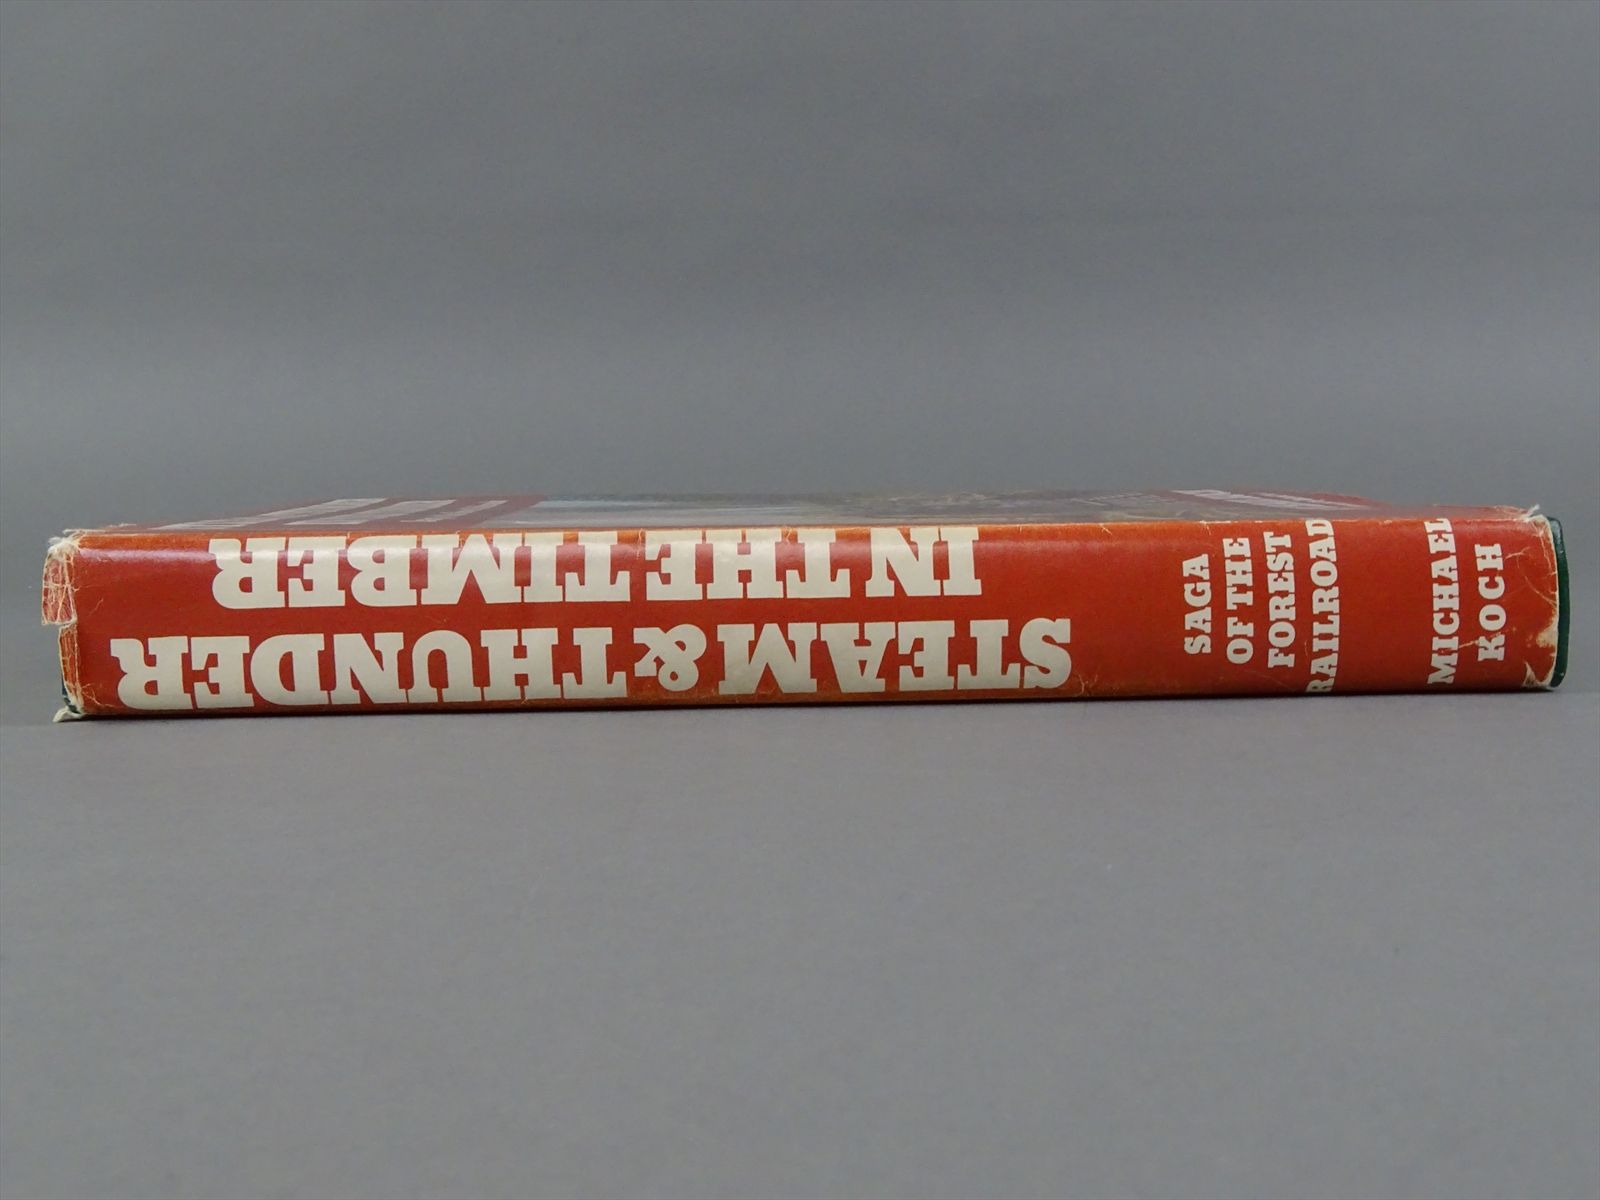 STEAM & THUNDER
IN THE TIMBER
SAGA
OF THE
FOREST
RAILROAD
MICHAEL
KOCH